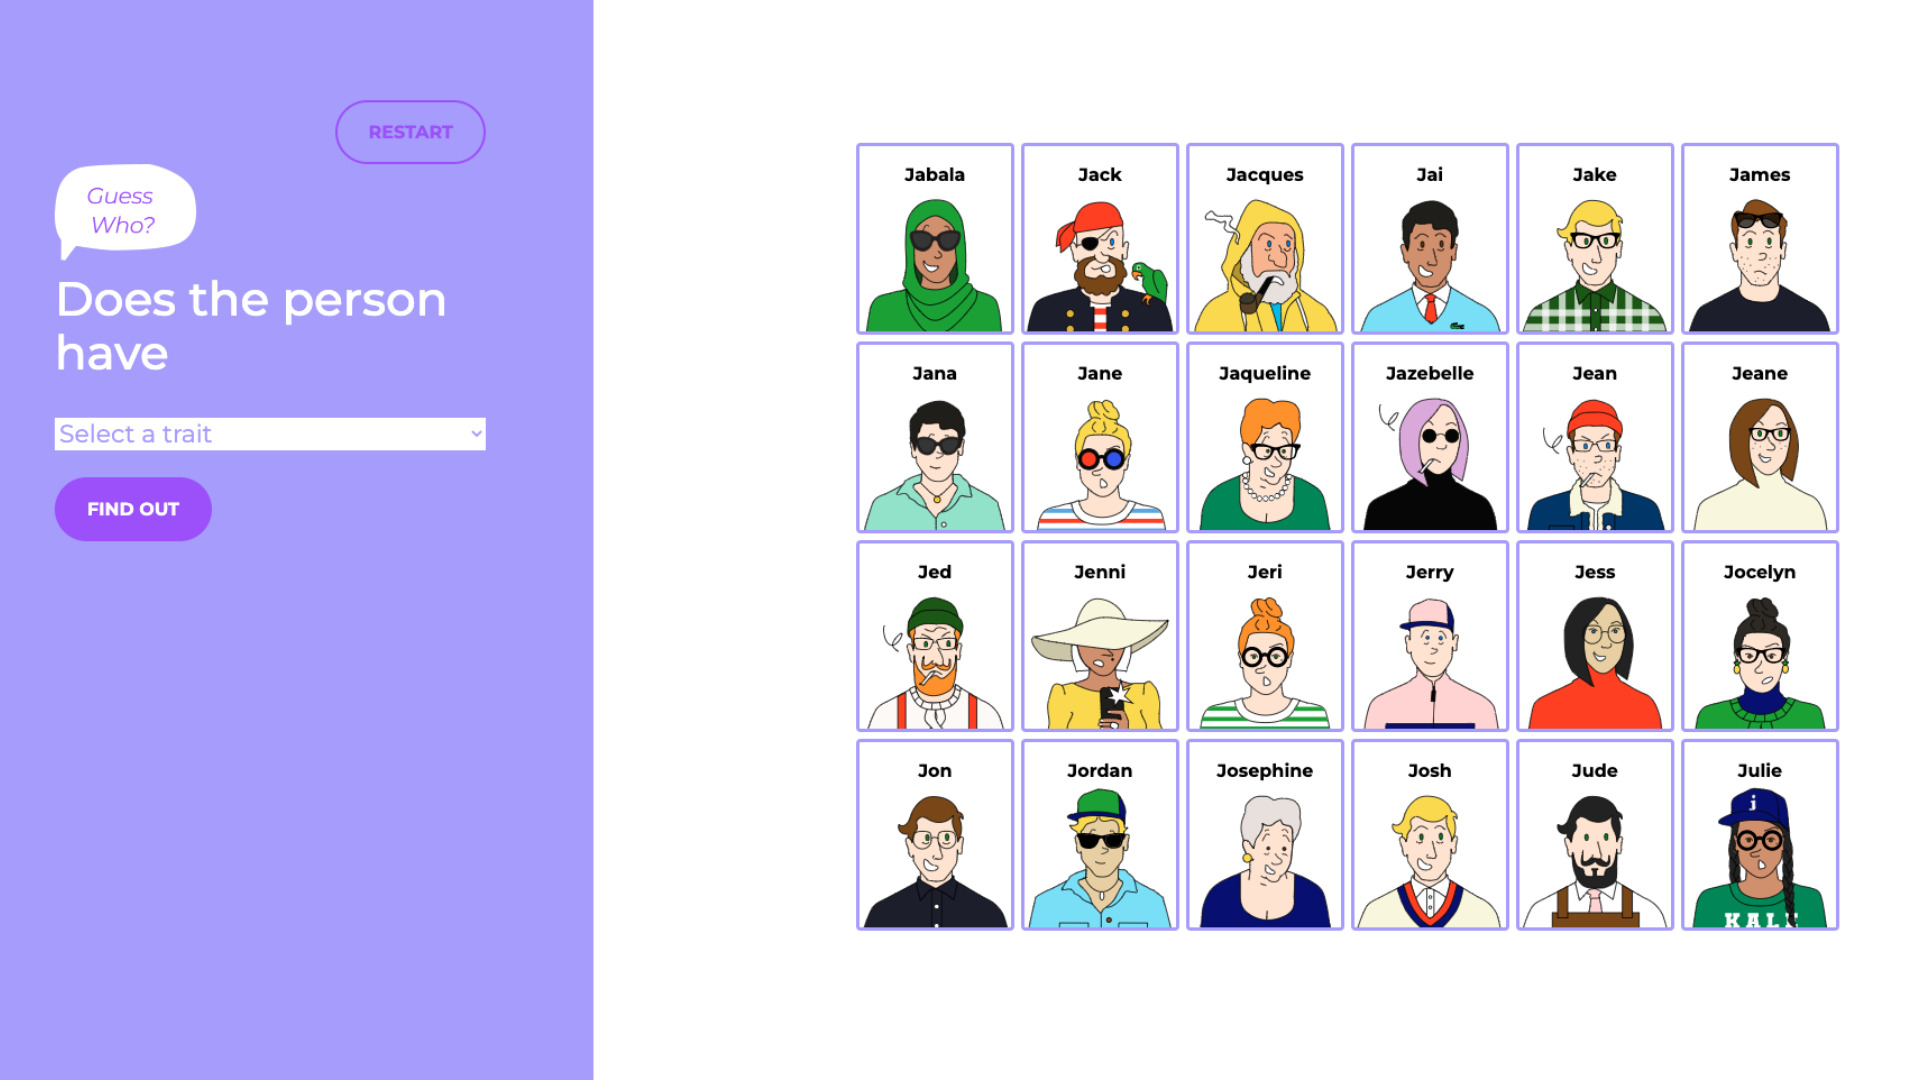 RESTART
Guess
Who?
Does the person
have
Select a trait
FIND OUT
Jabala
Jack
Jacques
Jai
Jake
James
Jana
Jane
Jaqueline
Jazebelle
Jean
Jeane
Jed
Jenni
Jeri
Jerry
Jess
Jocelyn
Jon
Jordan
Josephine
Josh
Jude
Julie
j
KALE